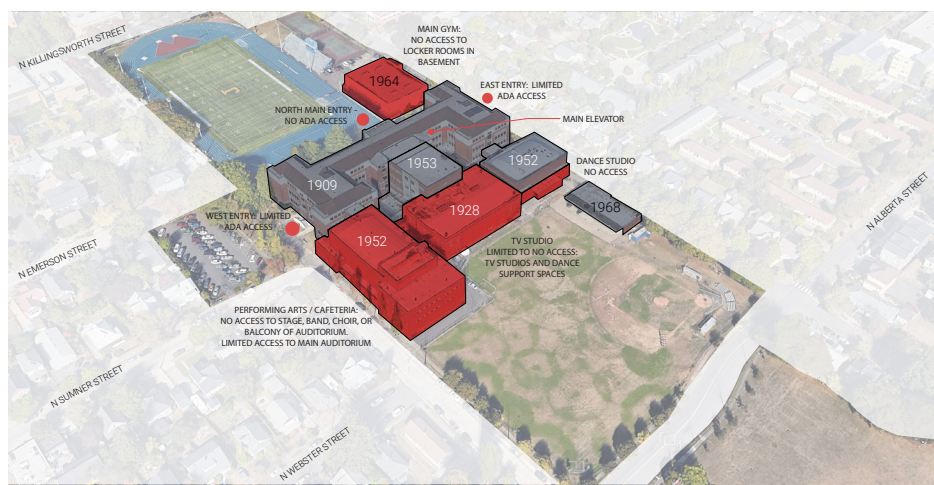 N KILLINGSWORTH STREET
MAIN GYM:
NO ACCESS TO
LOCKER ROOMS IN
BASEMENT
1964
EAST ENTRY: LIMITED
ADA ACCESS
NORTH MAIN ENTRY -
NO ADA ACCESS
MAIN ELEVATOR
1953
1952
DANCE STUDIO
NO ACCESS
1909
1928
1968
N ALBERTA STREET
WEST ENTRY: LIMITED
ADA ACCESS
1952
TV STUDIO
LIMITED TO NO ACCESS:
TV STUDIOS AND DANCE
SUPPORT SPACES
N EMERSON STREET
PERFORMING ARTS / CAFETERIA:
NO ACCESS TO STAGE, BAND, CHOIR, OR
BALCONY OF AUDITORIUM.
LIMITED ACCESS TO MAIN AUDITORIUM
N SUMNER STREET
N WEBSTER STREET